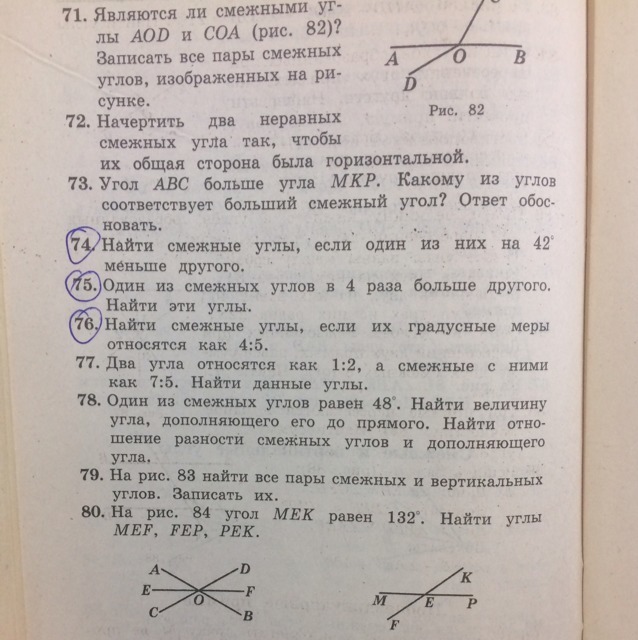 71. Являются ли смежными уг-
лы AOD и COA (рис. 82)?
Записать все пары смежных
углов, изображенных на ри-
сунке.
A O B
D
Рис. 82
72. Начертить два неравных
смежных угла так, чтобы
их общая сторона была горизонтальной.
73. Угол ABC больше угла MKP. Какому из углов
соответствует больший смежный угол? Ответ обос-
новать.
74. Найти смежные углы, если один из них на 42°
меньше другого.
75. Один из смежных углов в 4 раза больше другого.
Найти эти углы.
76. Найти смежные углы, если их градусные меры
относятся как 4:5.
77. Два угла относятся как 1:2, а смежные с ними
как 7:5. Найти данные углы.
78. Один из смежных углов равен 48°. Найти величину
угла, дополняющего его до прямого. Найти отно-
шение разности смежных углов и дополняющего
угла.
79. На рис. 83 найти все пары смежных и вертикальных
углов. Записать их.
80. На рис. 84 угол MEK равен 132°. Найти углы
MEF, FEP, PEK.
A D
E F
O
C B
K
M E P
F